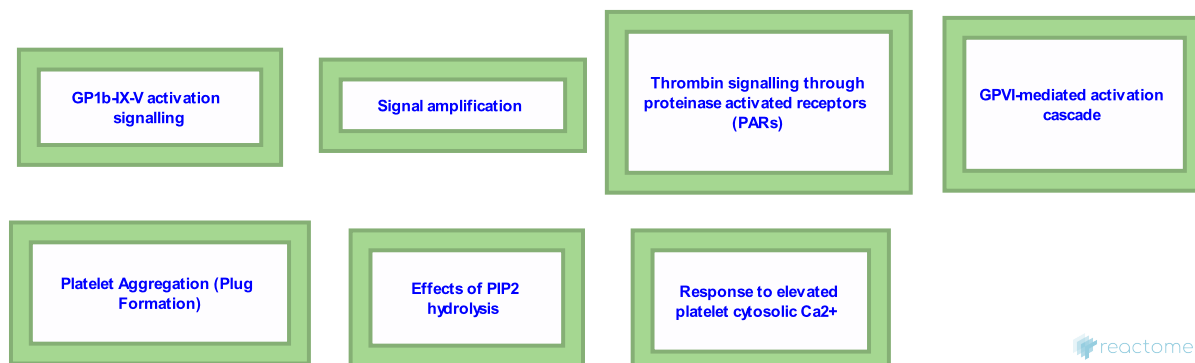 GP1b-IX-V activation
signalling
Signal amplification
Thrombin signalling through
proteinase activated receptors
(PARs)
GPVI-mediated activation
cascade
Platelet Aggregation (Plug
Formation)
Effects of PIP2
hydrolysis
Response to elevated
platelet cytosolic Ca2+
reactome